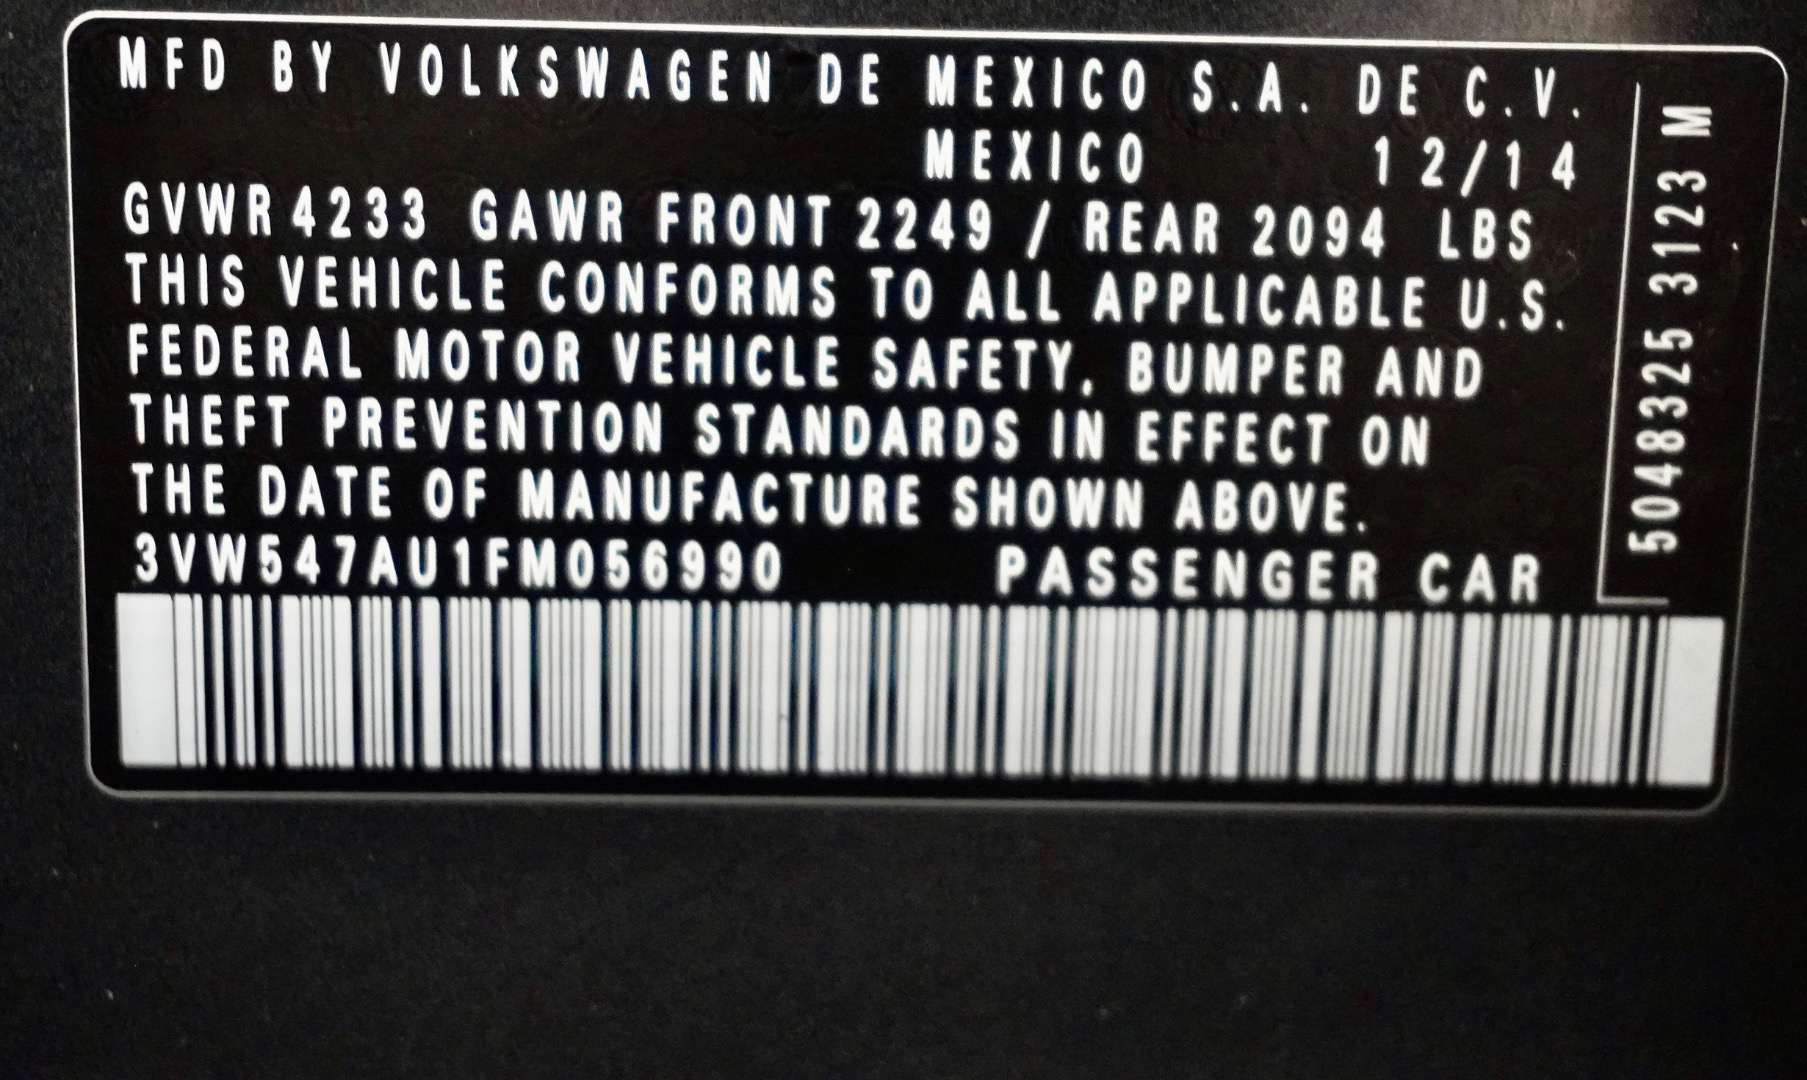 MFD BY VOLKSWAGEN DE MEXICO S.A. DE C.V.
MEXICO 12/14
GVWR 4233 GAWR FRONT 2249 / REAR 2094 LBS
THIS VEHICLE CONFORMS TO ALL APPLICABLE U.S.
FEDERAL MOTOR VEHICLE SAFETY, BUMPER AND
THEFT PREVENTION STANDARDS IN EFFECT ON
THE DATE OF MANUFACTURE SHOWN ABOVE.
3VW547AU1FM056990 PASSENGER CAR
50483325 3123 M